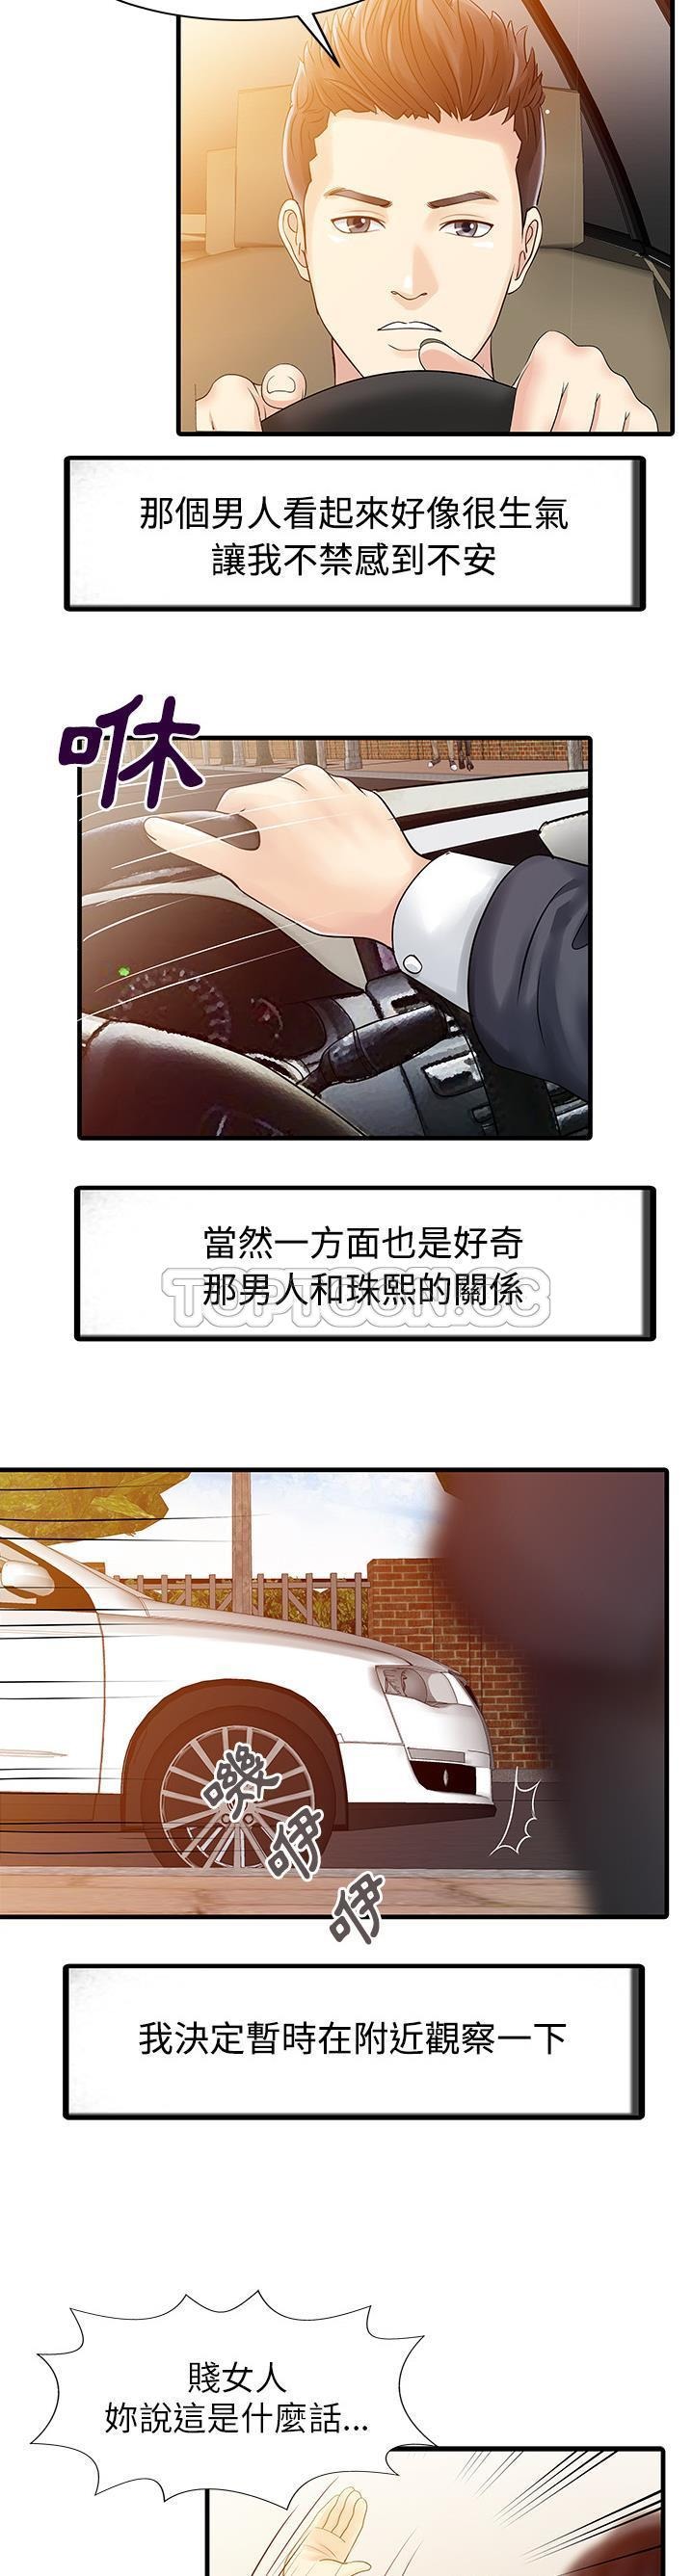 那個男人看起來好像很生氣
讓我不禁感到不安
咻
當然一方面也是好奇
那男人和珠熙的關係
TOPTOON.CC
嘰
咿
咿
我決定暫時在附近觀察一下
賤女人
妳說這是什麼話...